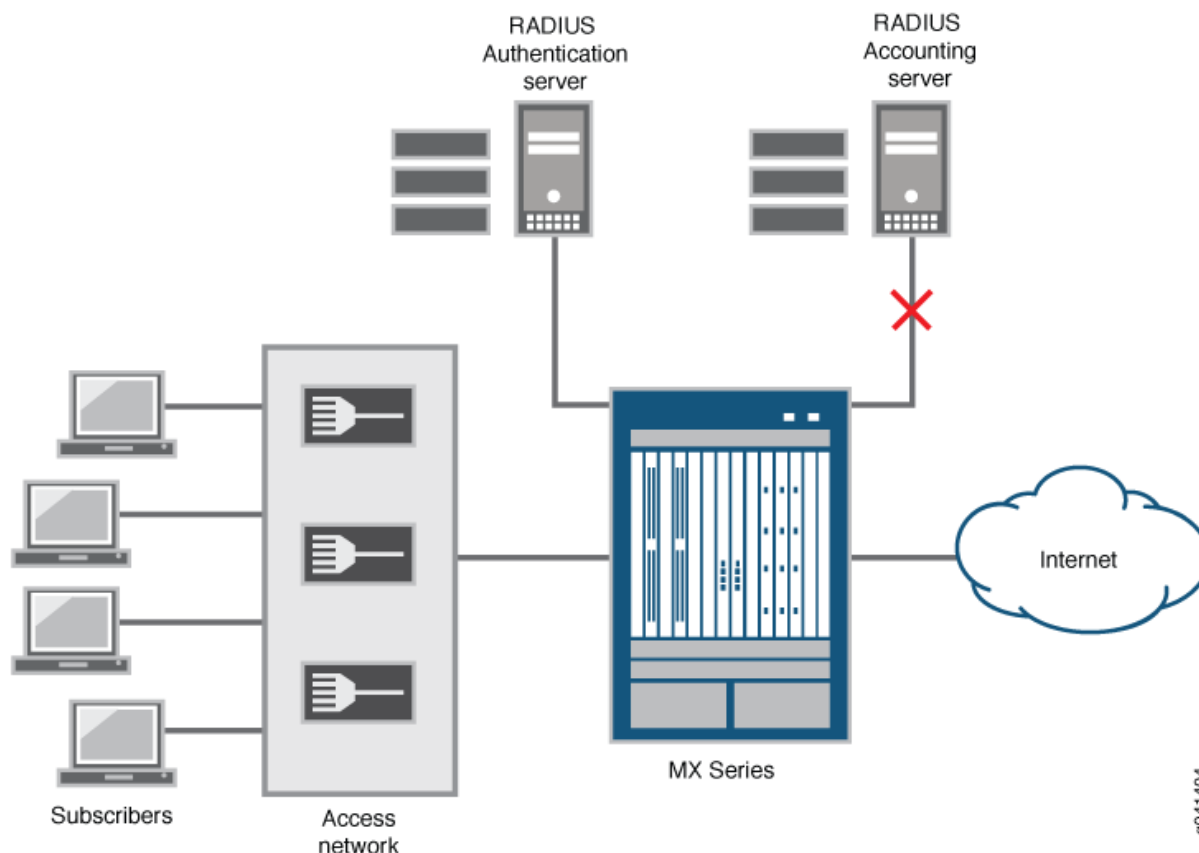 RADIUS
Authentication
server
RADIUS
Accounting
server
Internet
MX Series
Subscribers
Access
network